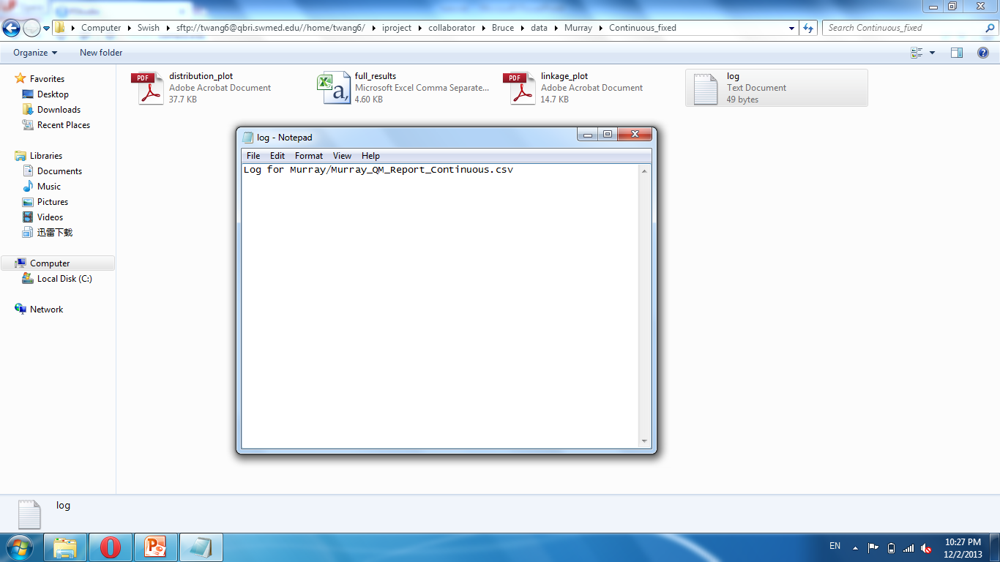 Computer Swish sftp://twang6@qbri.swmed.edu//home/twang6/ iproject collaborator Bruce data Murray Continuous_fixed Search Continuous_fixed
Organize New folder
Favorites
Desktop
Downloads
Recent Places
Libraries
Documents
Music
Pictures
Videos
迅雷下载
Computer
Local Disk (C:)
Network
PDF
distribution_plot
Adobe Acrobat Document
37.7 KB
full_results
Microsoft Excel Comma Separate...
4.60 KB
PDF
linkage_plot
Adobe Acrobat Document
14.7 KB
log
Text Document
49 bytes
log - Notepad
File Edit Format View Help
Log for Murray/Murray_QM_Report_Continuous.csv
log
EN
10:27 PM
12/2/2013